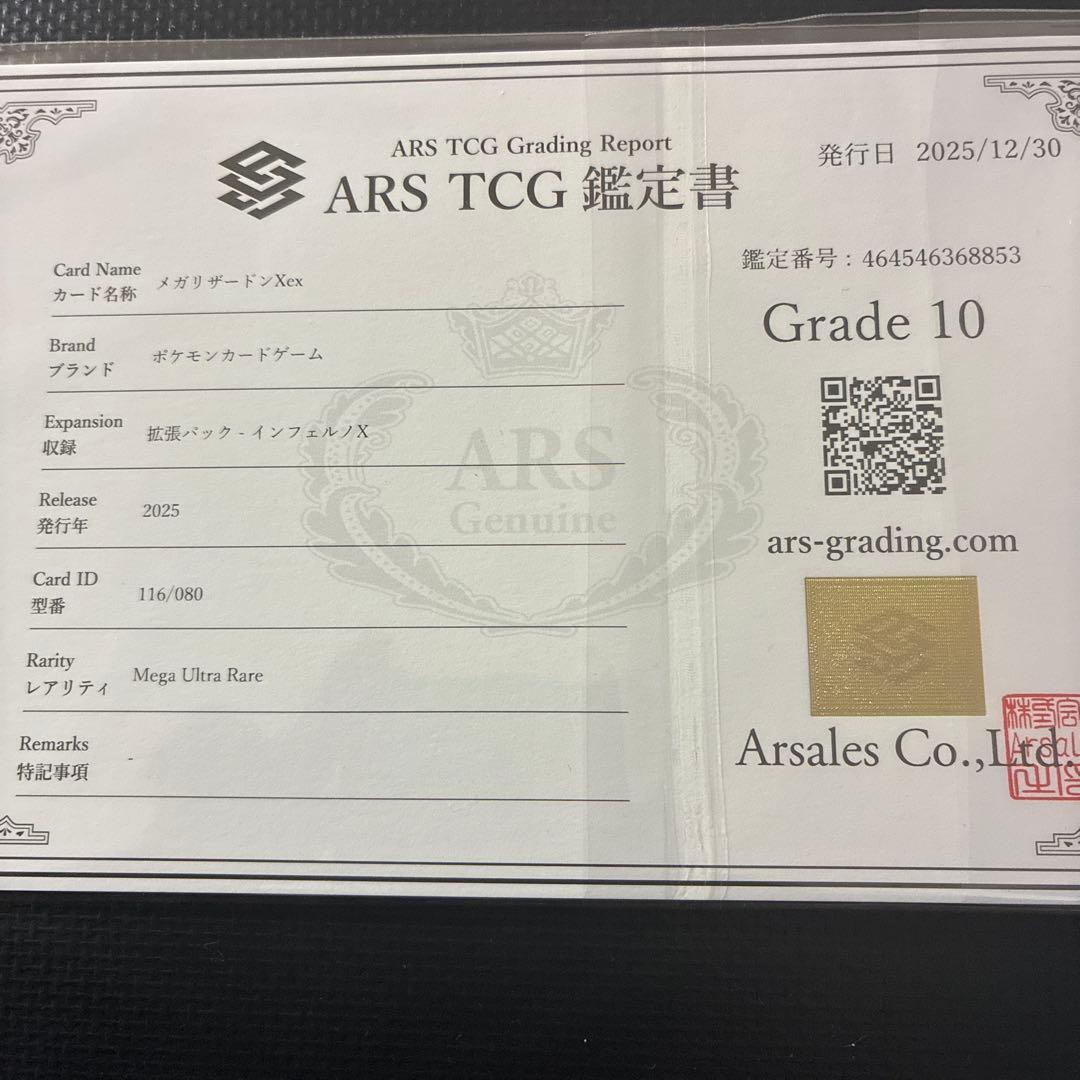 ARS TCG Grading Report
ARS TCG 鑑定書
発行日 2025/12/30
鑑定番号：464546368853
Grade 10
Card Name
カード名称
メガリザードンXex
Brand
ブランド
ポケモンカードゲーム
Expansion
収録
拡張パック - インフェルノX
Release
発行年
2025
Card ID
型番
116/080
Rarity
レアリティ
Mega Ultra Rare
Remarks
特記事項
-
ARS
Genuine
ars-grading.com
Arsales Co.,Ltd.